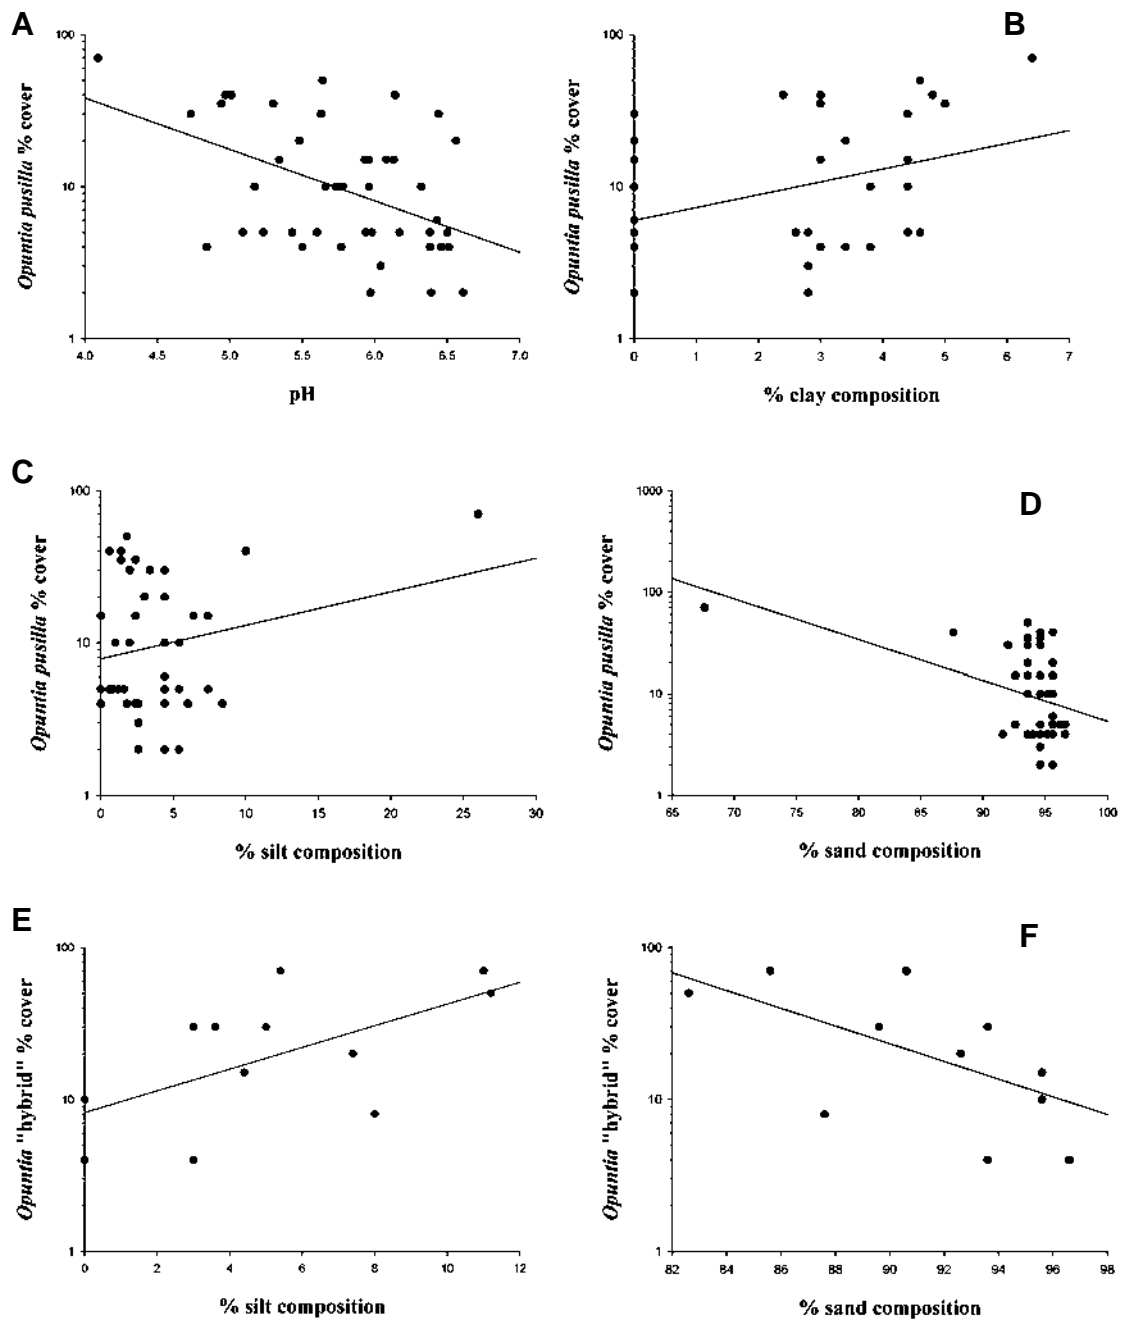 A
B
100
10
1
Opuntia pusilla % cover
4.0 4.5 5.0 5.5 6.0 6.5 7.0
pH
100
10
1
Opuntia pusilla % cover
0 1 2 3 4 5 6 7
% clay composition
C
D
100
10
1
Opuntia pusilla % cover
0 5 10 15 20 25 30
% silt composition
1000
100
10
1
Opuntia pusilla % cover
65 70 75 80 85 90 95 100
% sand composition
E
F
100
10
1
Opuntia "hybrid" % cover
0 2 4 6 8 10 12
% silt composition
100
10
1
Opuntia "hybrid" % cover
82 84 86 88 90 92 94 96 98
% sand composition